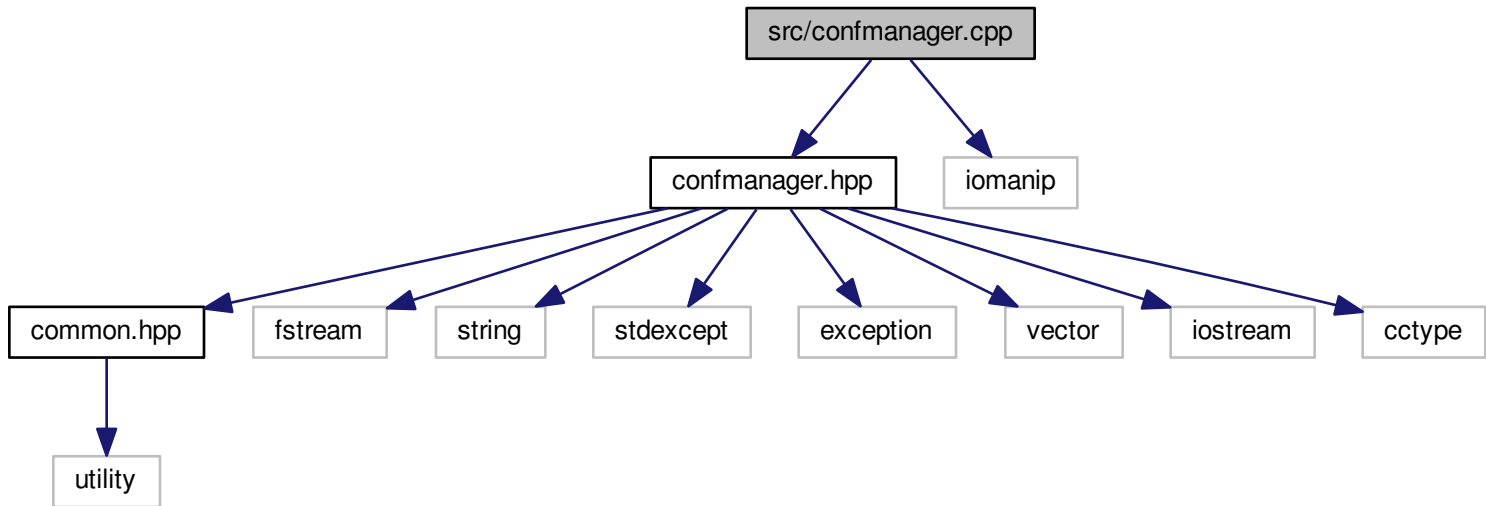 src/confmanager.cpp
confmanager.hpp
iomanip
common.hpp
fstream
string
stdexcept
exception
vector
iostream
cctype
utility